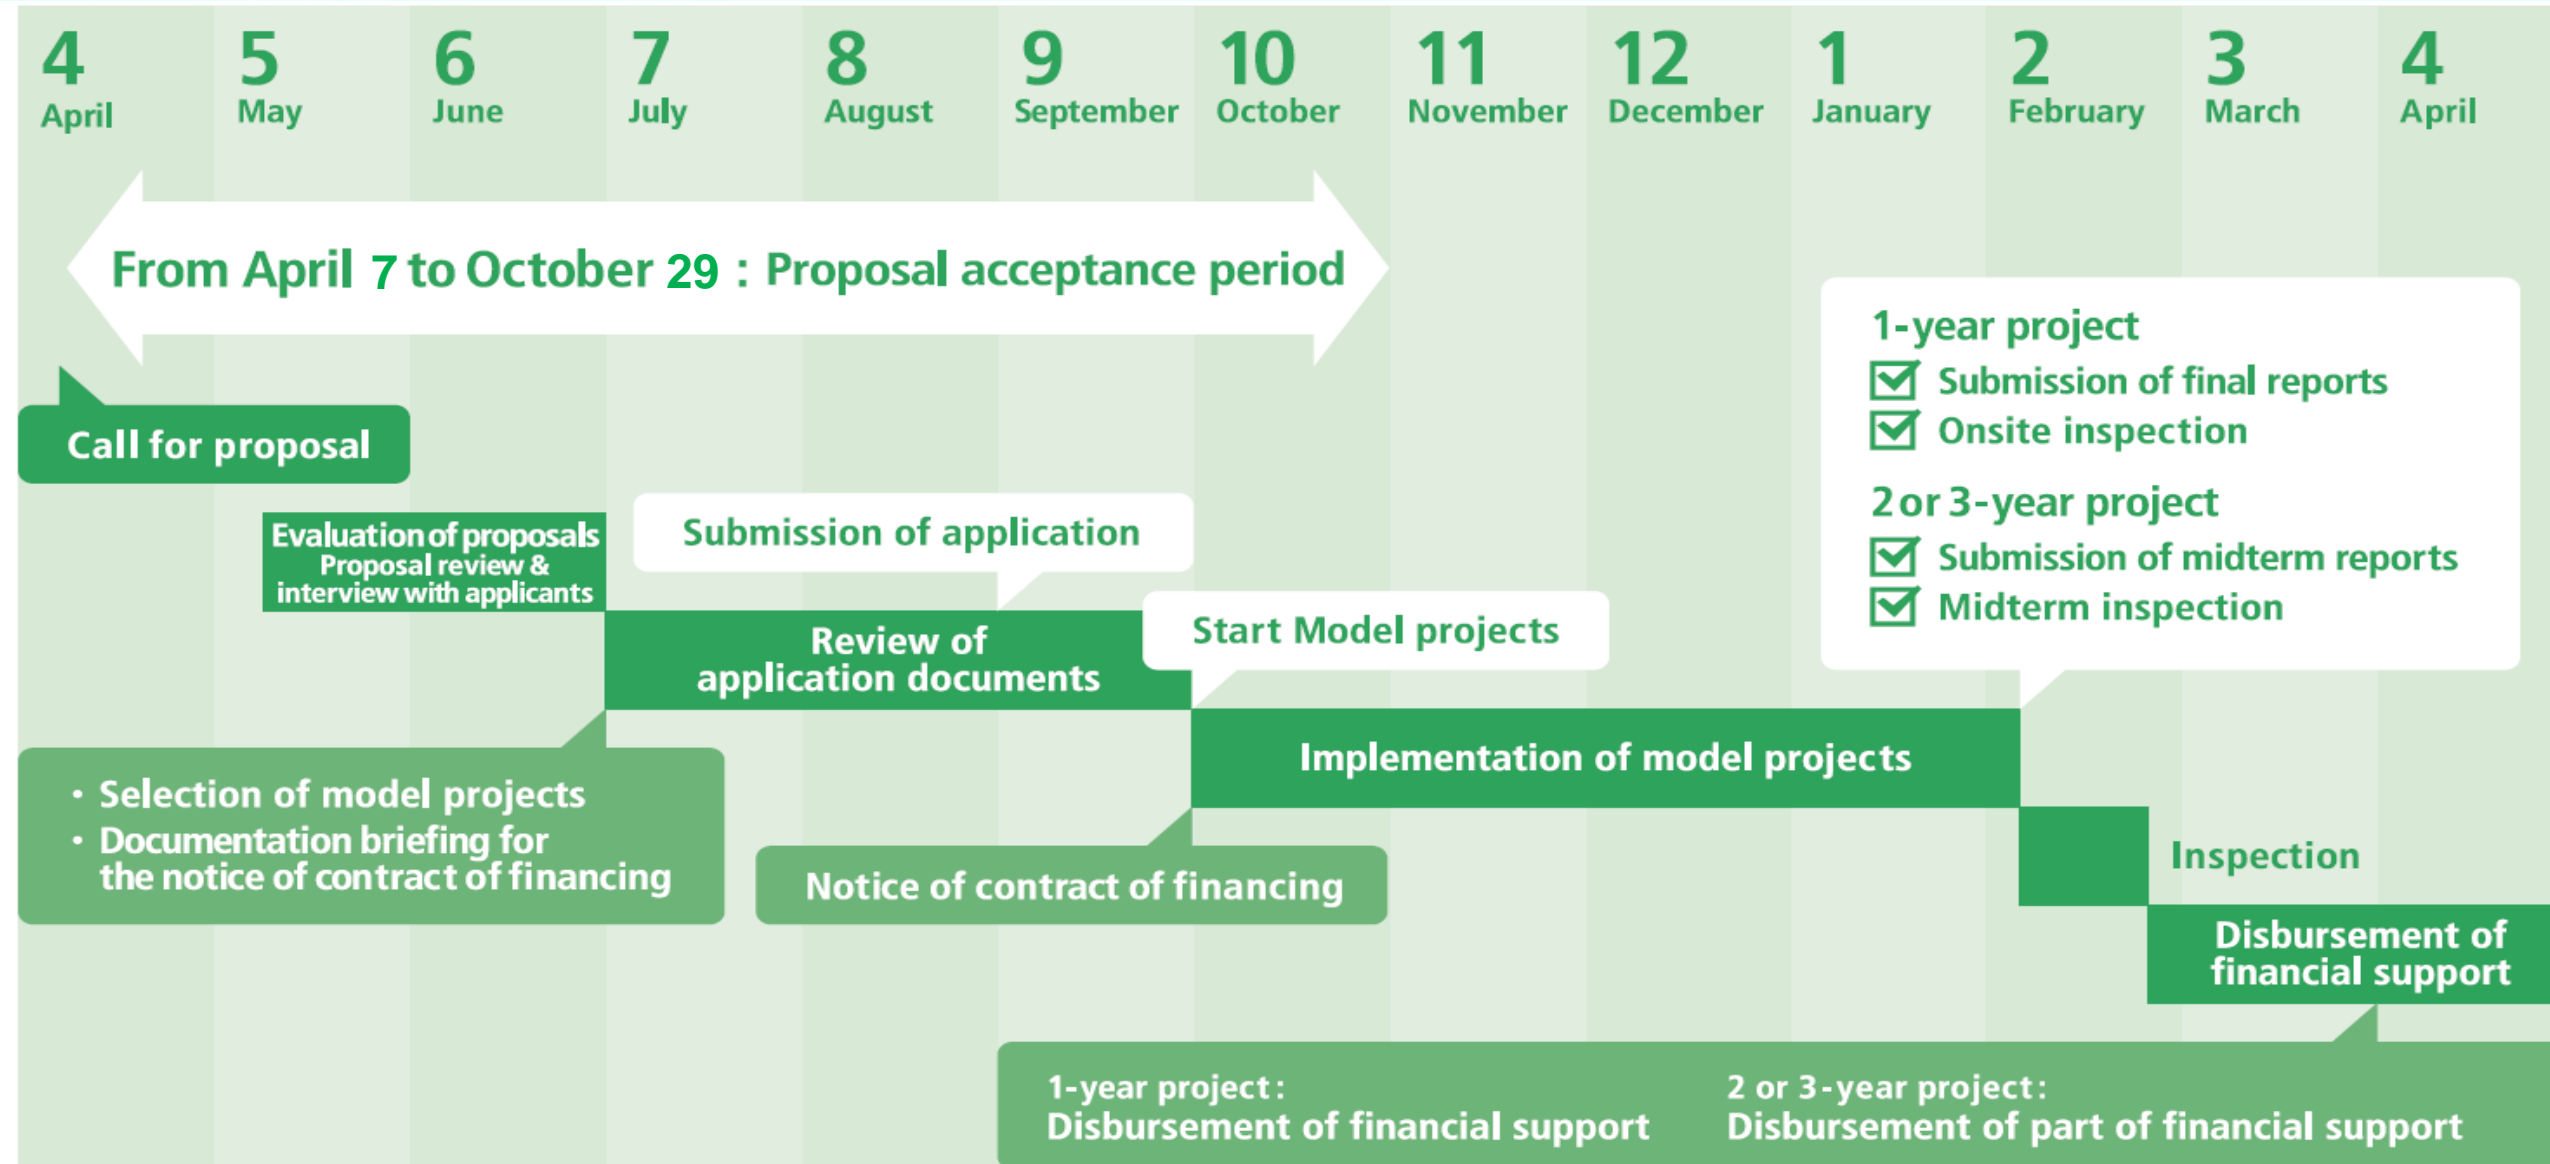 4 5 6 7 8 9 10 11 12 1 2 3 4
April May June July August September October November December January February March April
From April 7 to October 29 : Proposal acceptance period
Call for proposal
1-year project
Submission of final reports
Onsite inspection
2 or 3-year project
Submission of midterm reports
Midterm inspection
Evaluation of proposals
Proposal review &
interview with applicants
Submission of application
Review of
application documents
Start Model projects
・Selection of model projects
・Documentation briefing for
the notice of contract of financing
Implementation of model projects
Notice of contract of financing
Inspection
Disbursement of
financial support
1-year project:
Disbursement of financial support
2 or 3-year project:
Disbursement of part of financial support